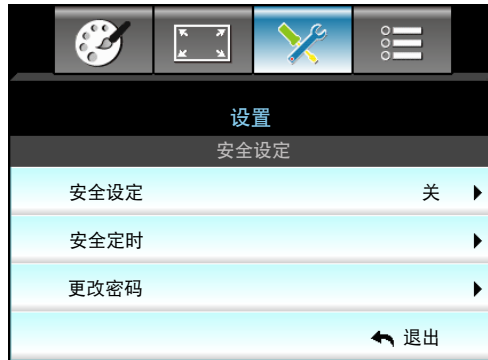 设置
安全设定
安全设定 关
安全定时
更改密码
退出